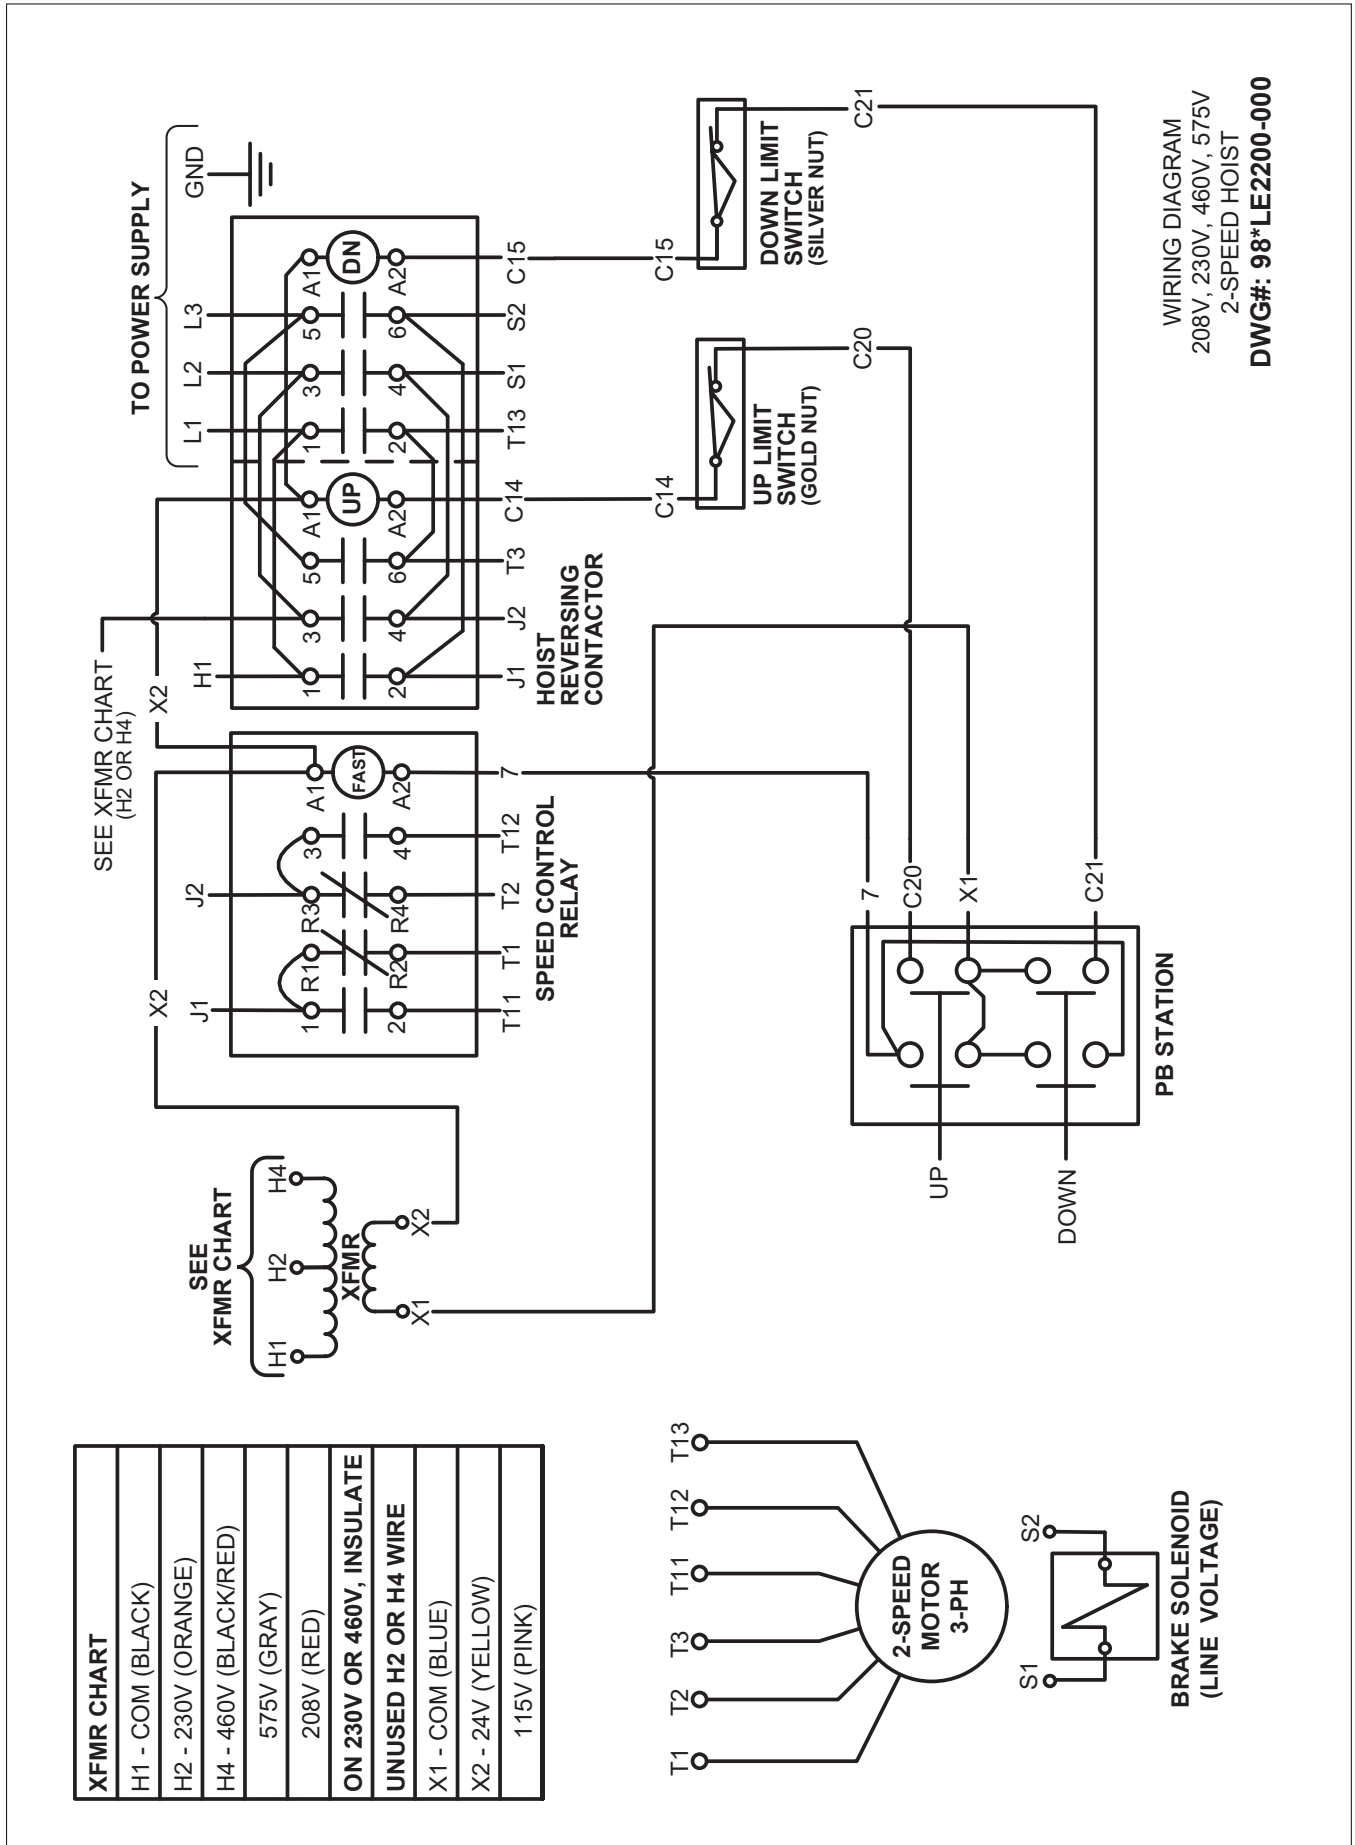 XFMR CHART
H1 - COM (BLACK)
H2 - 230V (ORANGE)
H4 - 460V (BLACK/RED)
575V (GRAY)
208V (RED)
ON 230V OR 460V, INSULATE
UNUSED H2 OR H4 WIRE
X1 - COM (BLUE)
X2 - 24V (YELLOW)
115V (PINK)
SEE
XFMR CHART
H1 H2 H4
XFMR
X1 X2
X2
J1 J2
1 R1 R3 3 A1
FAST
2 R2 R4 4 A2
T11 T1 T2 T12 7
SPEED CONTROL
RELAY
SEE XFMR CHART
(H2 OR H4)
X2
H1
TO POWER SUPPLY
L1 L2 L3 GND
1 3 5 A1 1 3 5 A1
UP DN
2 4 6 A2 2 4 6 A2
J1 J2 T3 C14 T13 S1 S2 C15
HOIST
REVERSING
CONTACTOR
C14 C15
UP LIMIT
SWITCH
(GOLD NUT)
DOWN LIMIT
SWITCH
(SILVER NUT)
C20 C21
7
C20
X1
C21
UP
DOWN
PB STATION
T1 T2 T3 T11 T12 T13
2-SPEED
MOTOR
3-PH
S1 S2
BRAKE SOLENOID
(LINE VOLTAGE)
WIRING DIAGRAM
208V, 230V, 460V, 575V
2-SPEED HOIST
DWG#: 98*LE2200-000